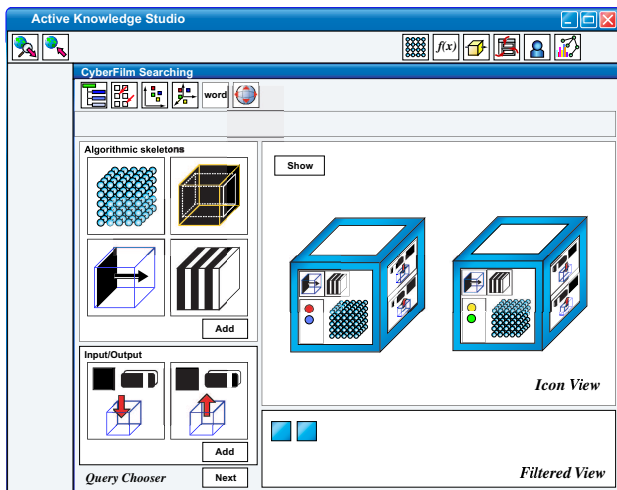 Active Knowledge Studio
f(x)
CyberFilm Searching
word
Algorithmic skeletons
Show
Add
Input/Output
Icon View
Add
Query Chooser
Next
Filtered View